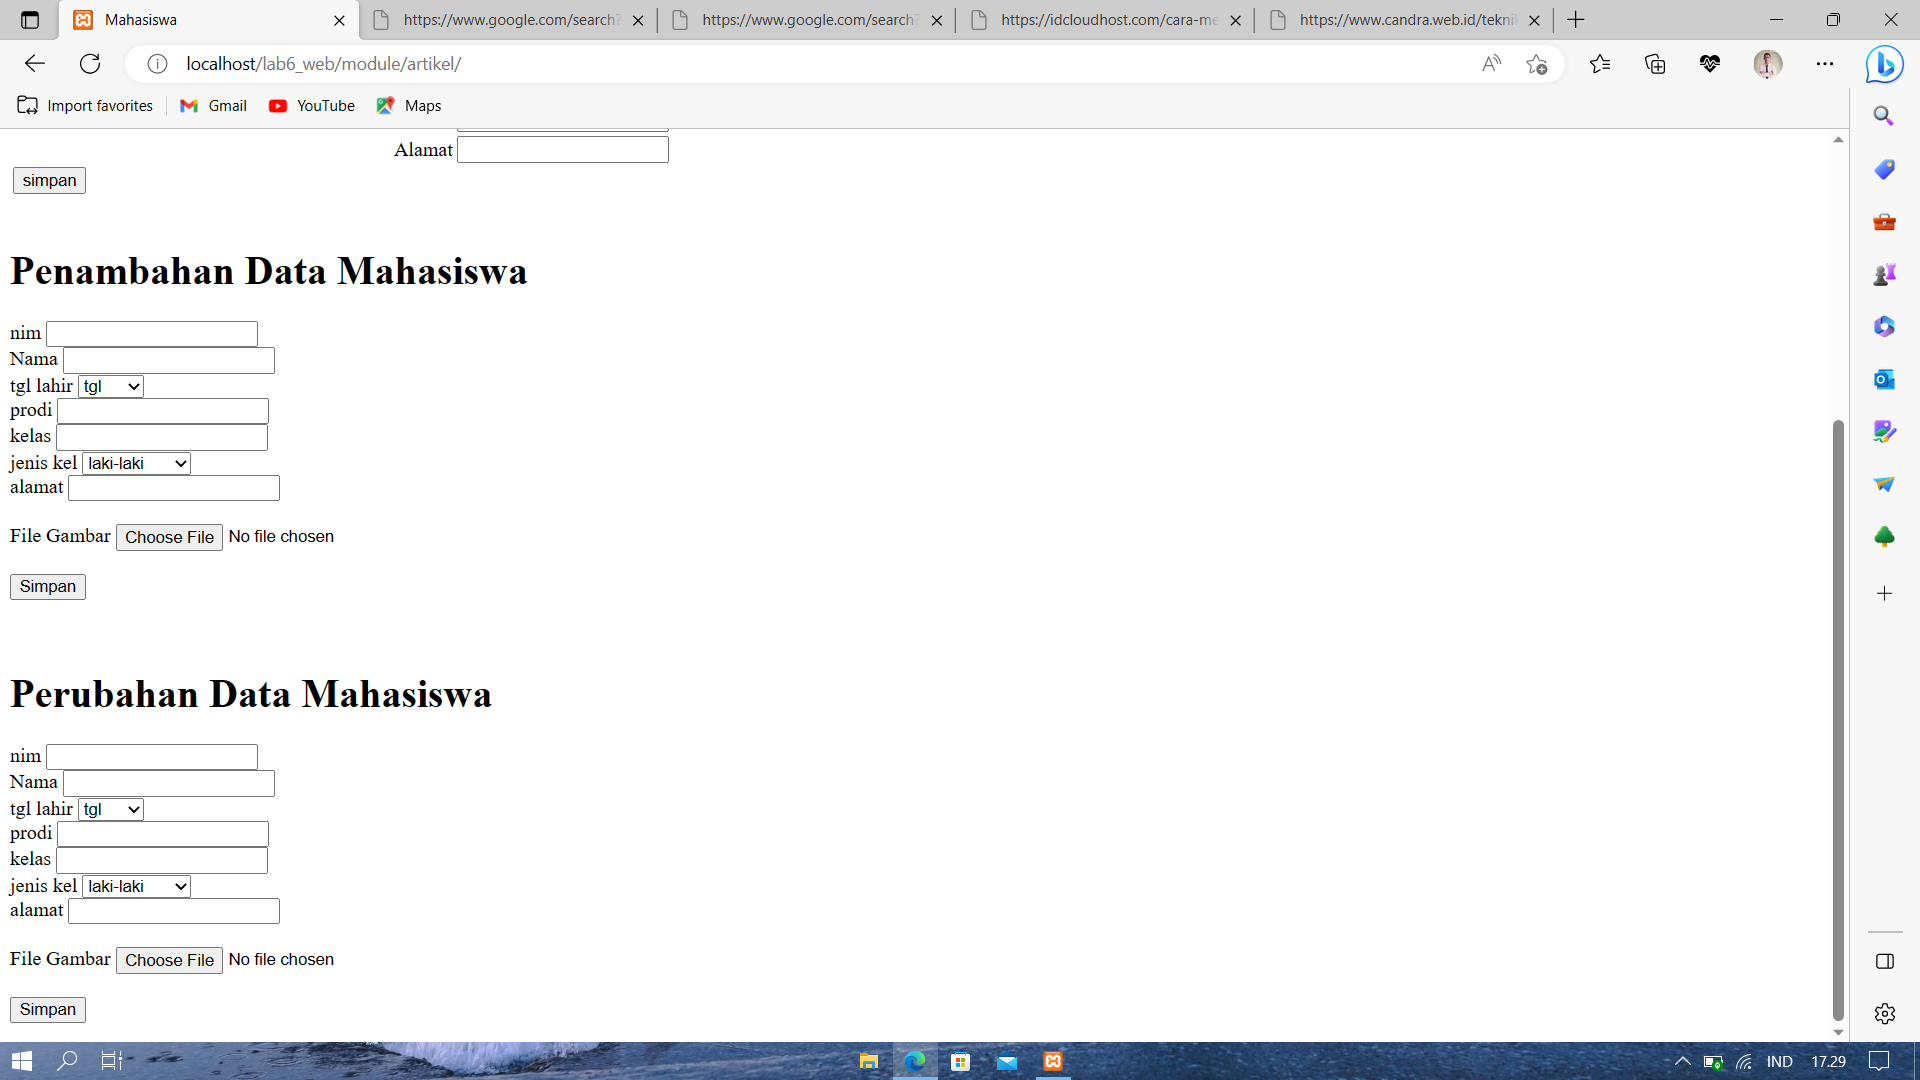 Mahasiswa
https://www.google.com/search?
https://www.google.com/search?
https://idcloudhost.com/cara-me
https://www.candra.web.id/tekni
localhost/lab6_web/module/artikel/
Import favorites
Gmail
YouTube
Maps
Alamat
simpan
Penambahan Data Mahasiswa
nim
Nama
tgl lahir tgl
prodi
kelas
jenis kel laki-laki
alamat
File Gambar Choose File No file chosen
Simpan
Perubahan Data Mahasiswa
nim
Nama
tgl lahir tgl
prodi
kelas
jenis kel laki-laki
alamat
File Gambar Choose File No file chosen
Simpan
IND 17.29